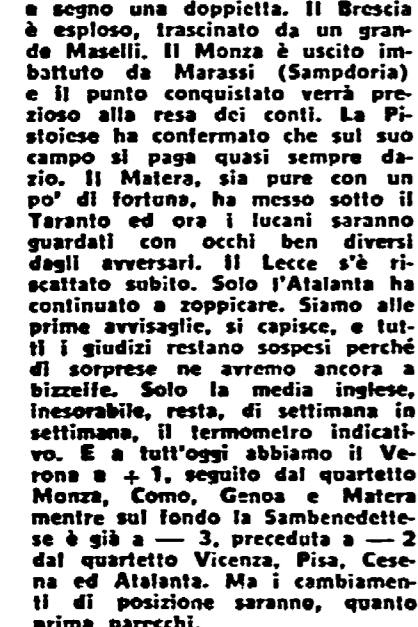 a segno una doppietta. Il Brescia
è esploso, trascinato da un gran-
de Maselli. Il Monza è uscito im-
battuto da Marassi (Sampdoria)
e il punto conquistato verrà pre-
zioso alla resa dei conti. La Pi-
stoiese ha confermato che sul suo
campo si paga quasi sempre da-
zio. Il Matera, sia pure con un
po' di fortuna, ha messo sotto il
Taranto ed ora i lucani saranno
guardati con occhi ben diversi
dagli avversari. Il Lecce s'è ri-
scattato subito. Solo l'Atalanta ha
continuato a zoppicare. Siamo alle
prime avvisaglie, si capisce, e tut-
ti i giudizi restano sospesi perché
di sorprese ne avremo ancora a
bizzeffe. Solo la media inglese,
inesorabile, resta, di settimana in
settimana, il termometro indicati-
vo. E a tutt'oggi abbiamo il Ve-
rona a + 1, seguito dal quartetto
Monza, Como, Genoa e Matera
mentre sul fondo la Sambenedette-
se è già a — 3, preceduta a — 2
dal quartetto Vicenza, Pisa, Cese-
na ed Atalanta. Ma i cambiamen-
ti di posizione saranno, quanto
prima parecchi.